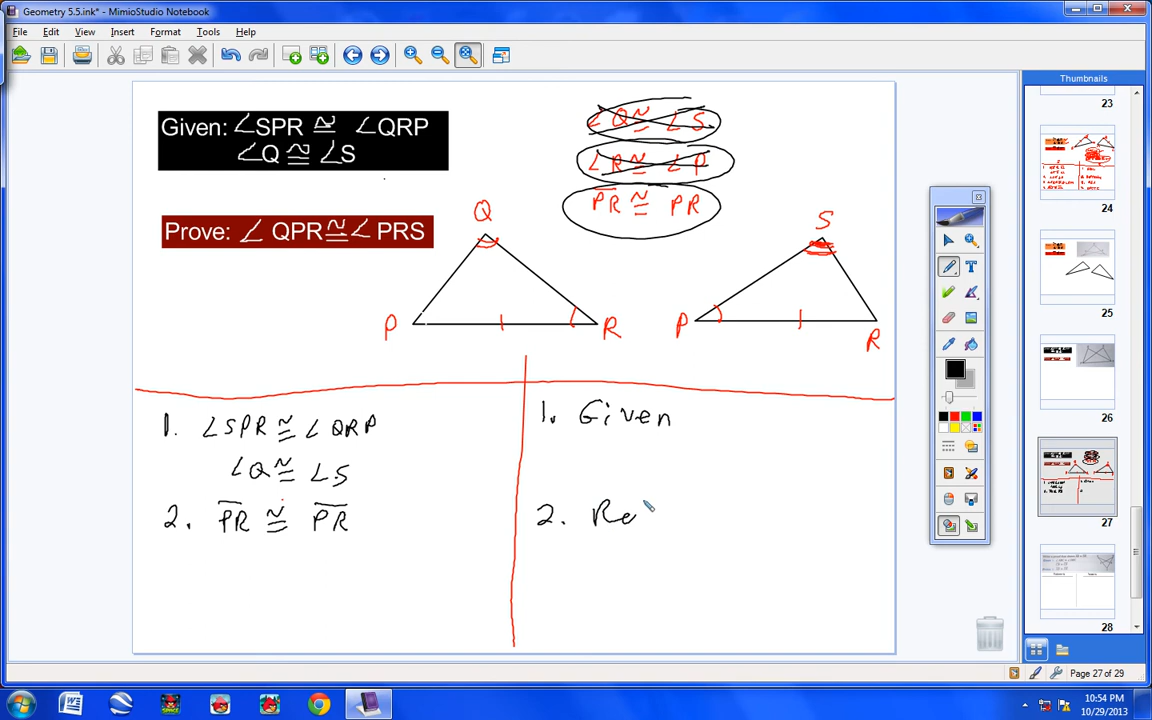 Geometry 5.5.ink* - MimioStudio Notebook
File Edit View Insert Format Tools Help
Thumbnails
Given: ∠SPR ≅ ∠QRP
∠Q ≅ ∠S
Prove: ∠ QPR ≅ ∠ PRS
∠Q ≅ ∠S
∠R ≅ ∠P
PR ≅ PR
Q
P
R
S
P
R
1. ∠SPR ≅ ∠QRP
∠Q ≅ ∠S
2. PR ≅ PR
1. Given
2. Re
T
23
24
25
26
27
28
Page 27 of 29
10:54 PM
10/29/2013